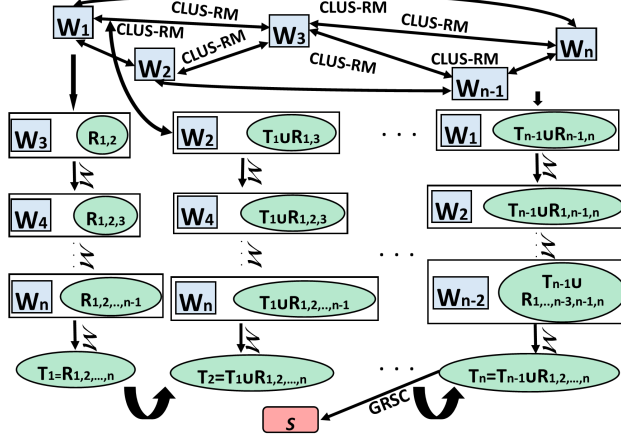 W1
CLUS-RM
CLUS-RM
W3
CLUS-RM
CLUS-RM
Wn
CLUS-RM
W2
CLUS-RM
CLUS-RM
Wn-1
W3 R1,2
W2 T1∪R1,3
. . .
W1 Tn-1∪Rn-1,n
W4 R1,2,3
W4 T1∪R1,2,3
W2 Tn-1∪R1,n-1,n
. . .
Wn R1,2,..,n-1
Wn T1∪R1,2,..,n-1
Wn-2 Tn-1∪
R1,..,n-3,n-1,n
T1=R1,2,...,n
T2=T1∪R1,2,...,n
. . .
Tn=Tn-1∪R1,2,...,n
GRSC
S